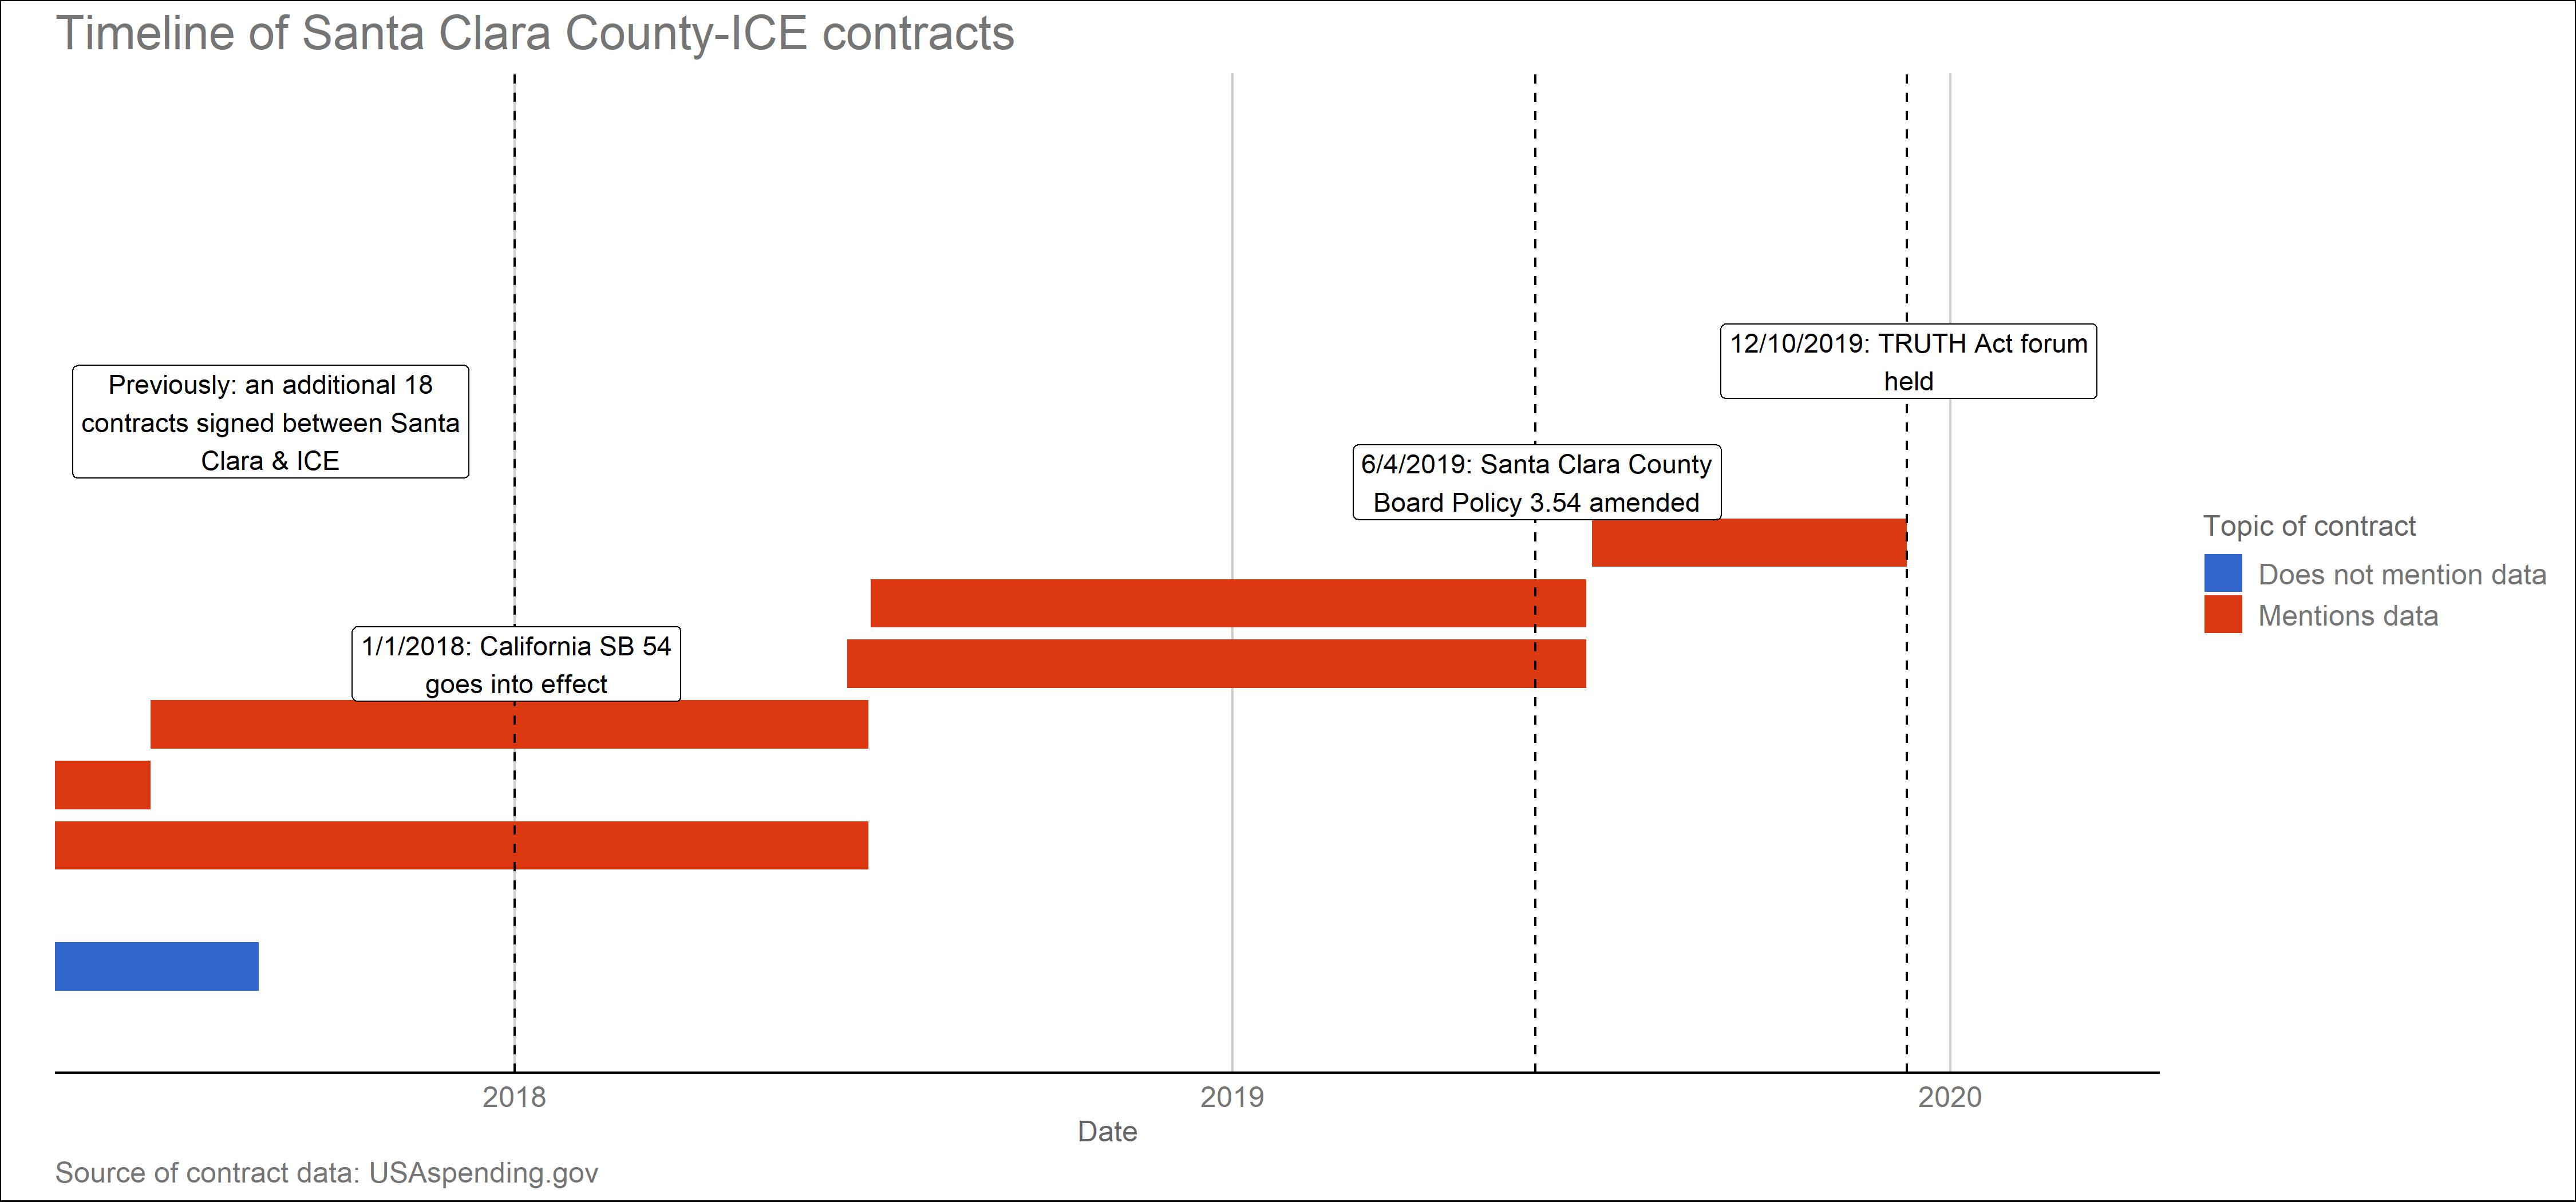 Timeline of Santa Clara County-ICE contracts
Previously: an additional 18
contracts signed between Santa
Clara & ICE
1/1/2018: California SB 54
goes into effect
6/4/2019: Santa Clara County
Board Policy 3.54 amended
12/10/2019: TRUTH Act forum
held
Topic of contract
Does not mention data
Mentions data
2018
2019
2020
Date
Source of contract data: USAspending.gov